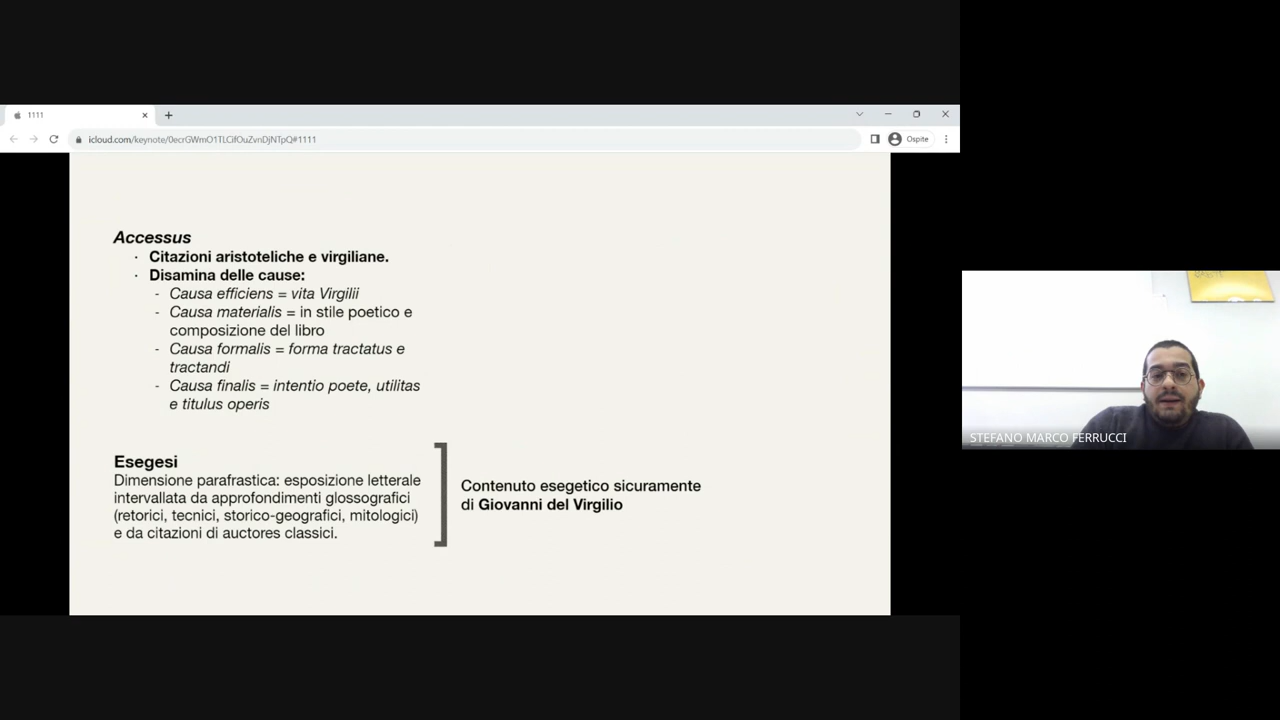 1111
icloud.com/keynote/0ecrGWmO1TLCifOuZvnDjNTpQ#1111
Ospite
Accessus
· Citazioni aristoteliche e virgiliane.
· Disamina delle cause:
- Causa efficiens = vita Virgilii
- Causa materialis = in stile poetico e
composizione del libro
- Causa formalis = forma tractatus e
tractandi
- Causa finalis = intentio poete, utilitas
e titulus operis
Esegesi
Dimensione parafrastica: esposizione letterale
intervallata da approfondimenti glossografici
(retorici, tecnici, storico-geografici, mitologici)
e da citazioni di auctores classici.
Contenuto esegetico sicuramente
di Giovanni del Virgilio
STEFANO MARCO FERRUCCI